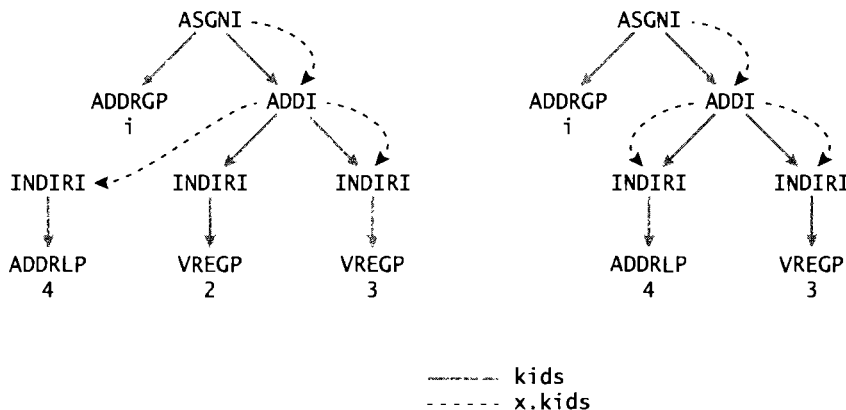 ASGNI ASGNI
ADDRGP ADDI ADDRGP ADDI
i i
INDIRI INDIRI INDIRI INDIRI INDIRI
ADDRLP VREGP VREGP ADDRLP VREGP
4 2 3 4 3
kids
x.kids